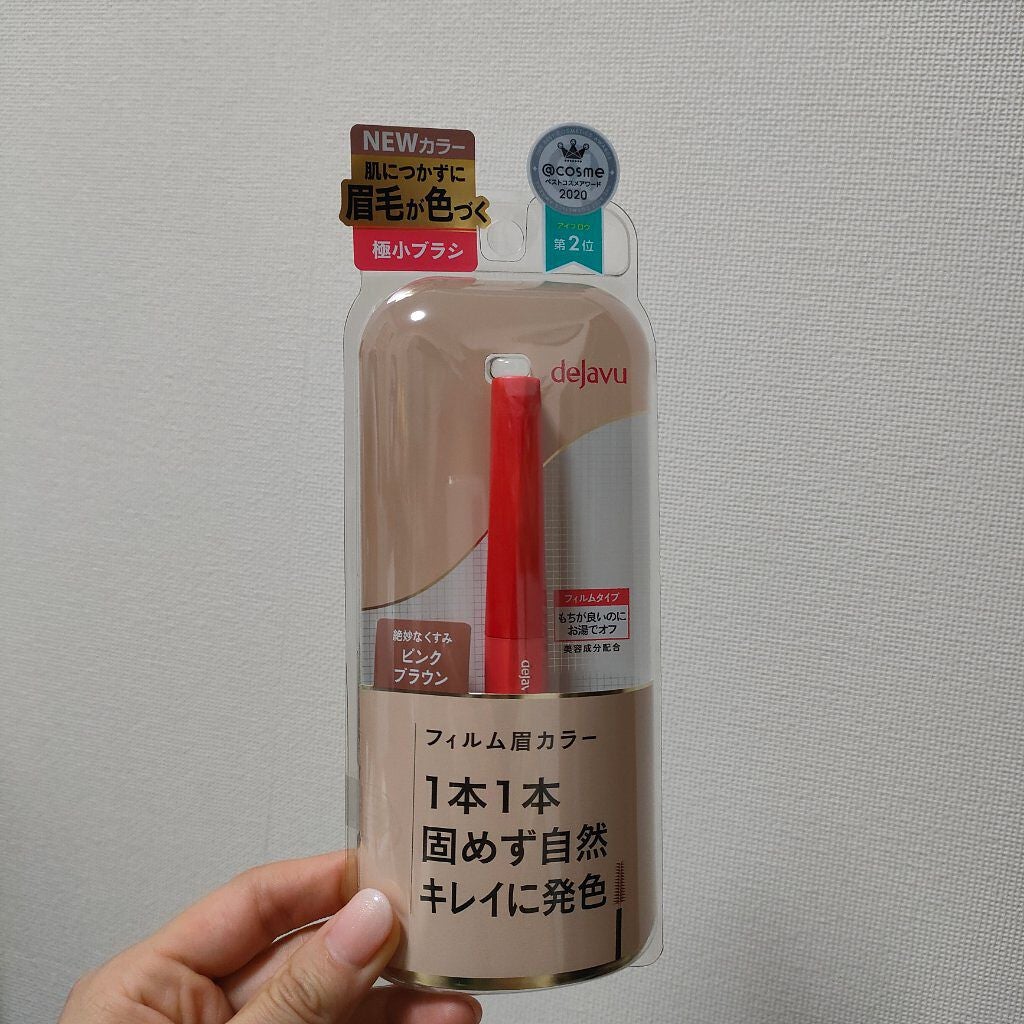 NEWカラー
肌につかずに
眉毛が色づく
極小ブラシ
@cosme
ベストコスメアワード
2020
アイブロウ
第2位
deJavu
フィルムタイプ
もちが良いのに
お湯でオフ
美容成分配合
絶妙なくすみ
ピンク
ブラウン
フィルム眉カラー
1本1本
固めず自然
キレイに発色